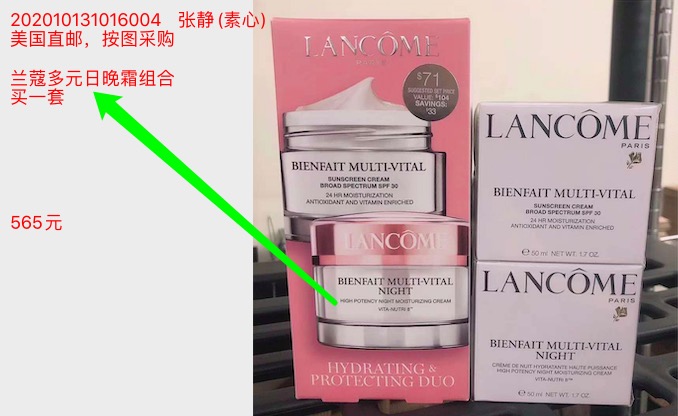 202010131016004 张静(素心)
美国直邮，按图采购
兰蔻多元日晚霜组合
买一套
565元
LANCÔME
PARIS
$71
SUGGESTED SET PRICE
VALUE: $104
SAVINGS:
$33
BIENFAIT MULTI-VITAL
SUNSCREEN CREAM
BROAD SPECTRUM SPF 30
24 HR MOISTURIZATION
ANTIOXIDANT AND VITAMIN ENRICHED
LANCÔME
BIENFAIT MULTI-VITAL
NIGHT
HIGH POTENCY NIGHT MOISTURIZING CREAM
VITA-NUTRI 8™
HYDRATING &
PROTECTING DUO
LANCÔME
PARIS
BIENFAIT MULTI-VITAL
SUNSCREEN CREAM
BROAD SPECTRUM SPF 30
24 HR MOISTURIZATION
ANTIOXIDANT AND VITAMIN ENRICHED
℮ 50 ml NET WT. 1.7 OZ.
LANCÔME
PARIS
BIENFAIT MULTI-VITAL
NIGHT
CRÈME DE NUIT HYDRATANTE HAUTE PUISSANCE
HIGH POTENCY NIGHT MOISTURIZING CREAM
VITA-NUTRI 8™
℮ 50 ml NET WT. 1.7 OZ